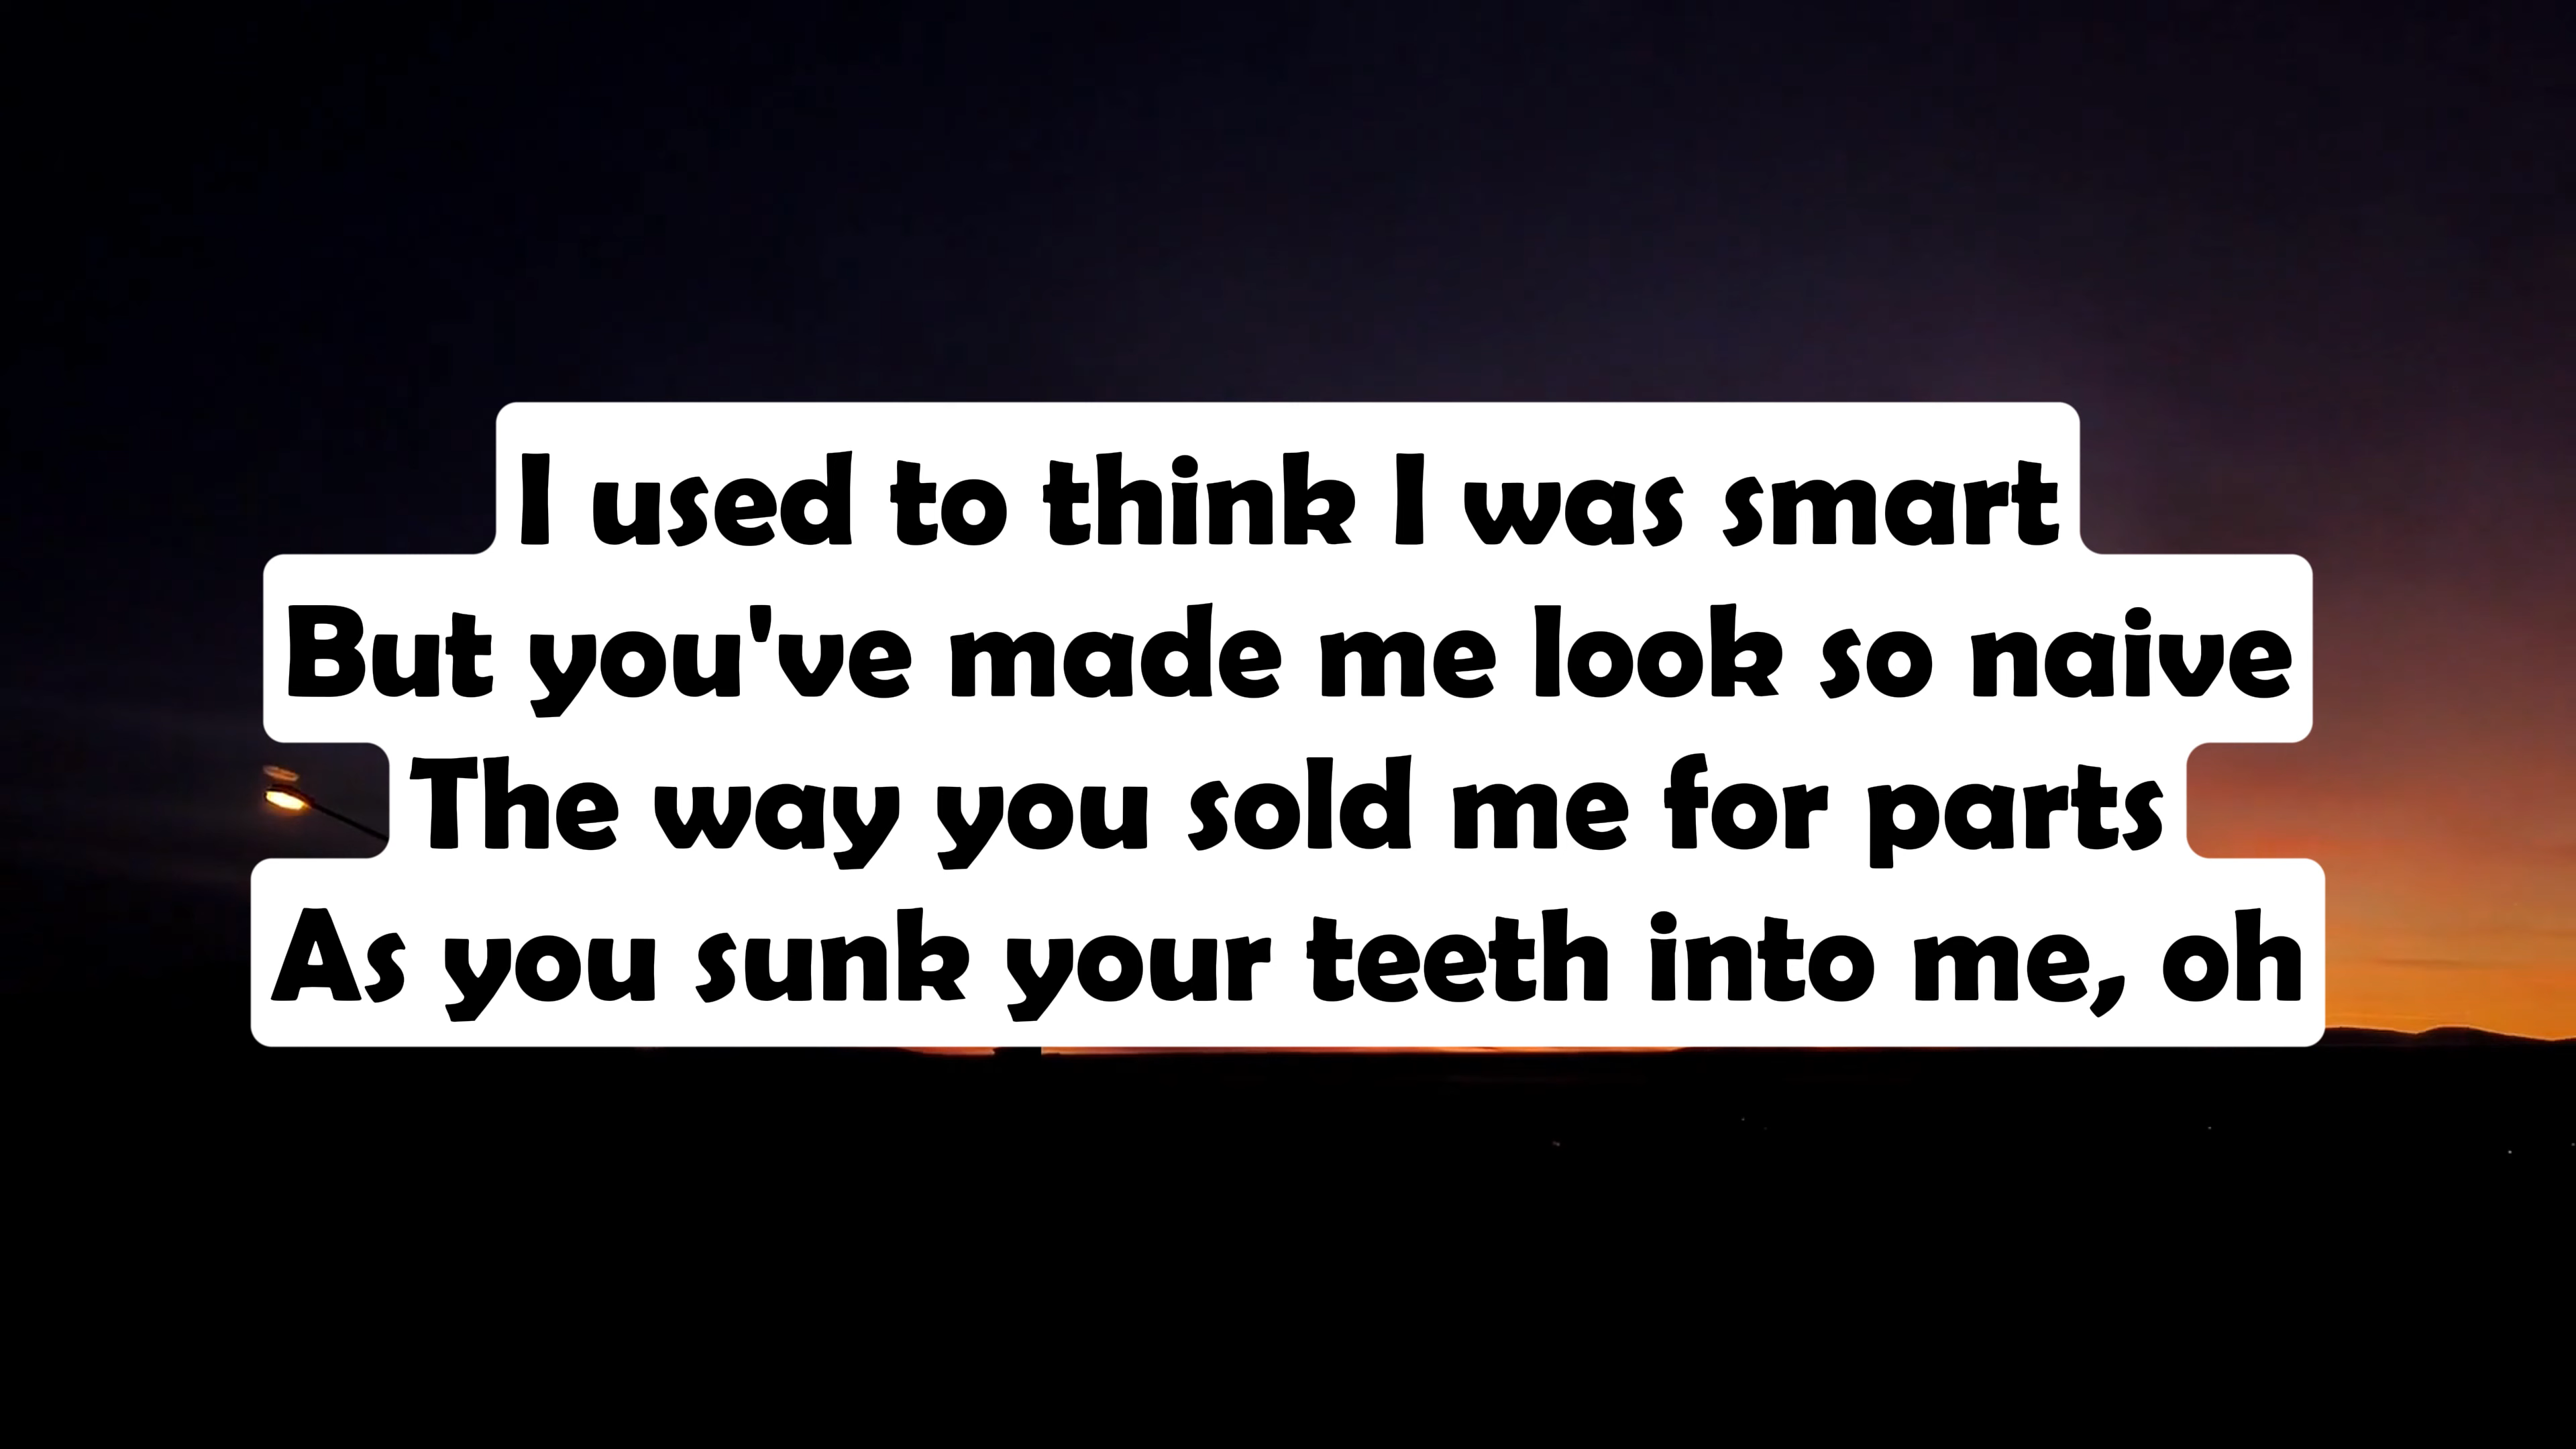 I used to think I was smart
But you've made me look so naive
The way you sold me for parts
As you sunk your teeth into me, oh